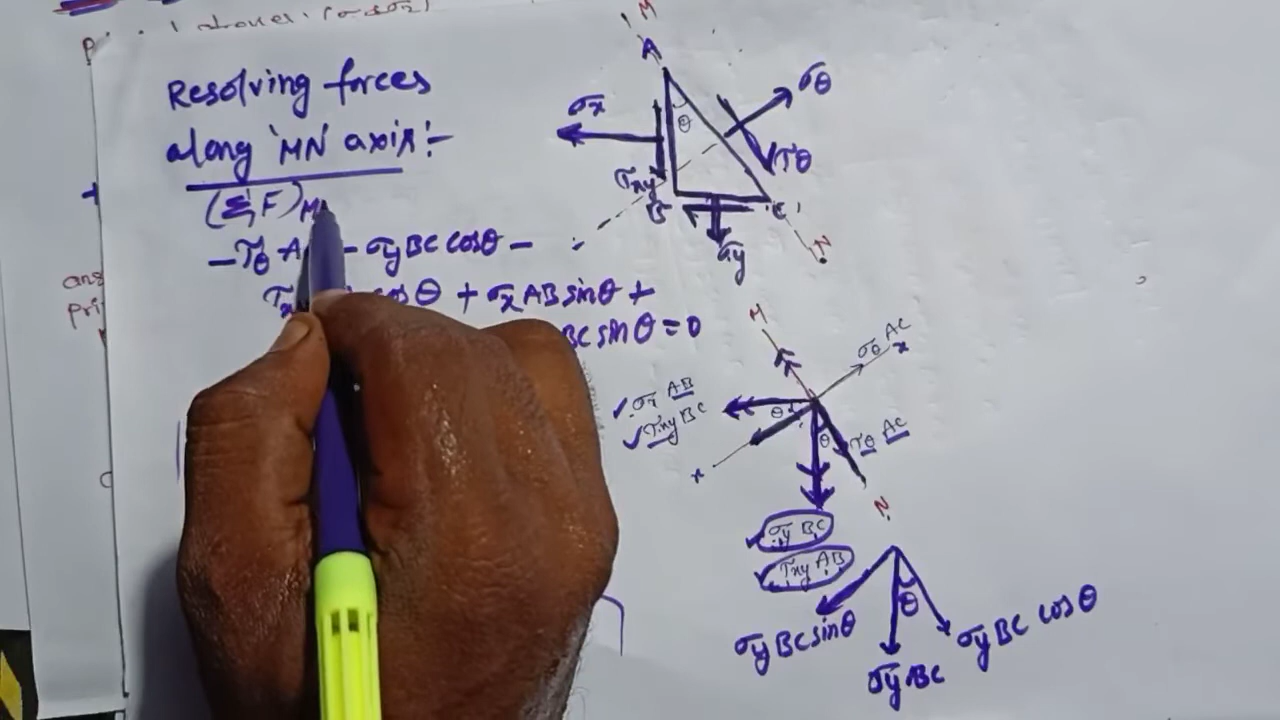 Resolving forces
along 'MN' axis:-
(ΣF)M
-τθ A - σy BC cosθ -
cosθ + σx AB sinθ +
BC sinθ = 0
M
A
θ
σx
σθ
τθ
τxy
B
C
σy
N
M
σθ AC
x
σx AB
τxy BC
θ
θ
τθ AC
x
N
σy BC
τxy AB
θ
σy BC sinθ
σy BC cosθ
σy BC